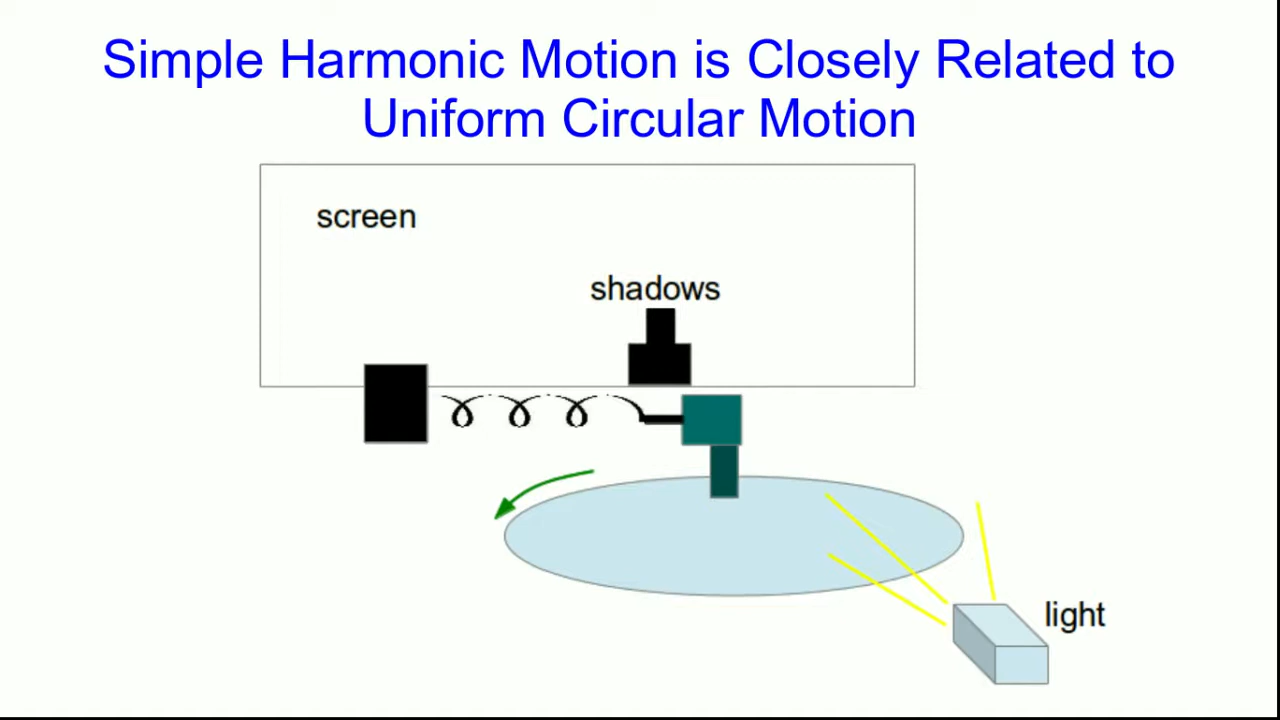 Simple Harmonic Motion is Closely Related to
Uniform Circular Motion
screen
shadows
light